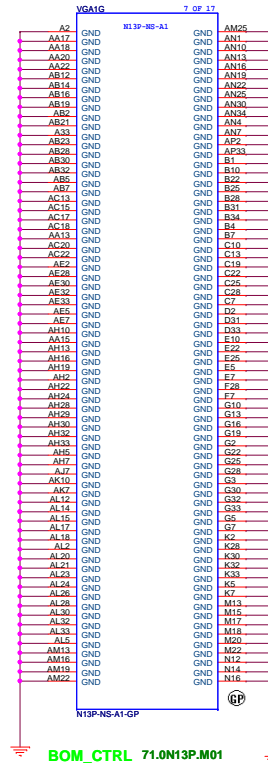 VGA1G 7 OF 17
N13P-NS-A1
A2 GND GND AM25
AA17 GND GND AN1
AA18 GND GND AN10
AA20 GND GND AN13
AA22 GND GND AN16
AB12 GND GND AN19
AB14 GND GND AN22
AB16 GND GND AN25
AB19 GND GND AN30
AB2 GND GND AN34
AB21 GND GND AN4
A33 GND GND AN7
AB23 GND GND AP2
AB28 GND GND AP33
AB30 GND GND B1
AB32 GND GND B10
AB5 GND GND B22
AB7 GND GND B25
AC13 GND GND B28
AC15 GND GND B31
AC17 GND GND B34
AC18 GND GND B4
AA13 GND GND B7
AC20 GND GND C10
AC22 GND GND C13
AE2 GND GND C19
AE28 GND GND C22
AE30 GND GND C25
AE32 GND GND C28
AE33 GND GND C7
AE5 GND GND D2
AE7 GND GND D31
AH10 GND GND D33
AA15 GND GND E10
AH13 GND GND E22
AH16 GND GND E25
AH19 GND GND E5
AH2 GND GND E7
AH22 GND GND F28
AH24 GND GND F7
AH28 GND GND G10
AH29 GND GND G13
AH30 GND GND G16
AH32 GND GND G19
AH33 GND GND G2
AH5 GND GND G22
AH7 GND GND G25
AJ7 GND GND G28
AK10 GND GND G3
AK7 GND GND G30
AL12 GND GND G32
AL14 GND GND G33
AL15 GND GND G5
AL17 GND GND G7
AL18 GND GND K2
AL2 GND GND K28
AL20 GND GND K30
AL21 GND GND K32
AL23 GND GND K33
AL24 GND GND K5
AL26 GND GND K7
AL28 GND GND M13
AL30 GND GND M15
AL32 GND GND M17
AL33 GND GND M18
AL5 GND GND M20
AM13 GND GND M22
AM16 GND GND N12
AM19 GND GND N14
AM22 GND GND N16
GP
N13P-NS-A1-GP
BOM_CTRL 71.0N13P.M01